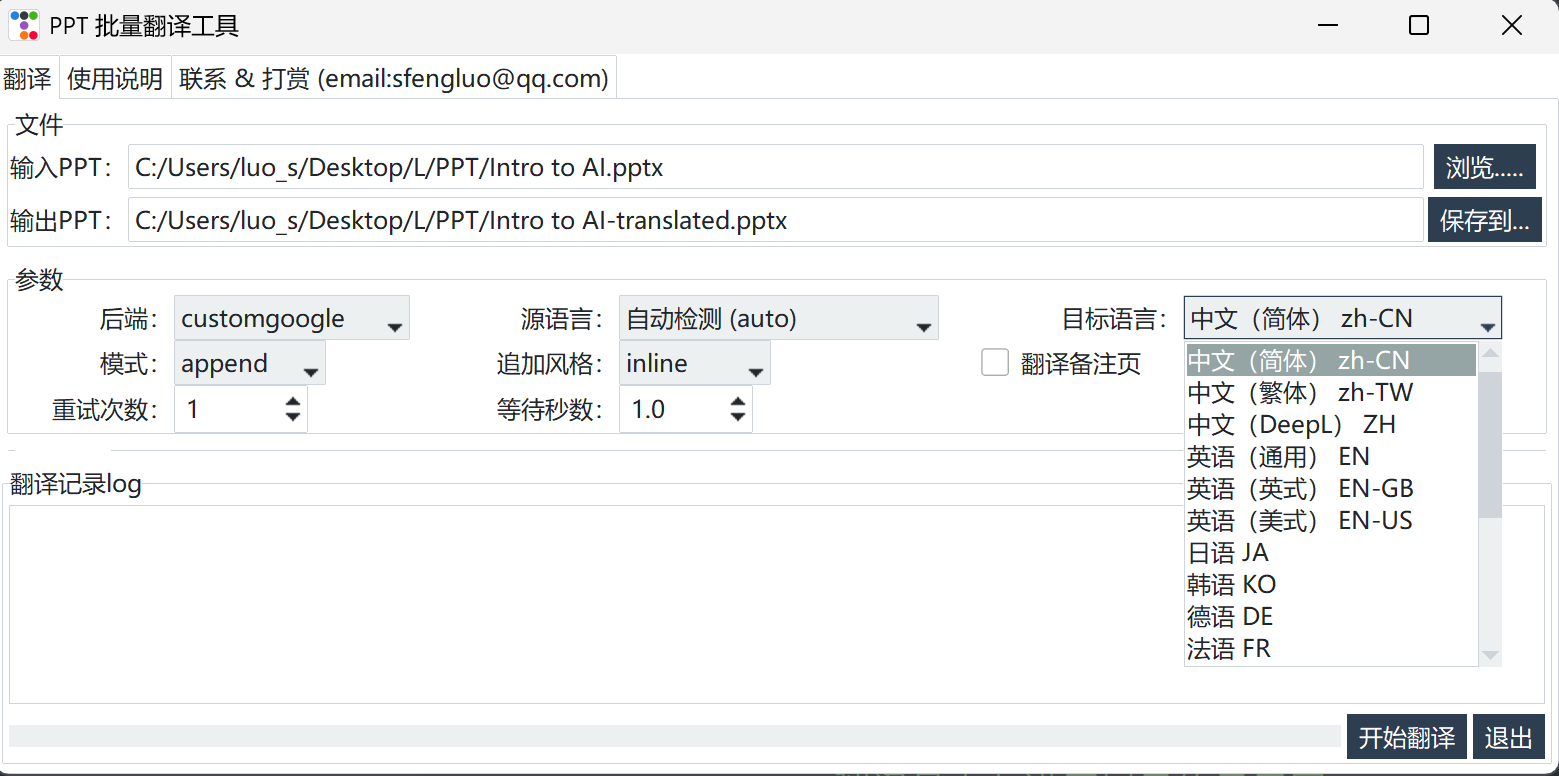 PPT 批量翻译工具
翻译 使用说明 联系 & 打赏 (email:sfengluo@qq.com)
文件
输入PPT： C:/Users/luo_s/Desktop/L/PPT/Intro to AI.pptx 浏览.....
输出PPT： C:/Users/luo_s/Desktop/L/PPT/Intro to AI-translated.pptx 保存到...
参数
后端： customgoogle 源语言： 自动检测 (auto) 目标语言： 中文（简体） zh-CN
模式： append 追加风格： inline 翻译备注页
重试次数： 1 等待秒数： 1.0
中文（简体） zh-CN
中文（繁体） zh-TW
中文（DeepL） ZH
英语（通用） EN
英语（英式） EN-GB
英语（美式） EN-US
日语 JA
韩语 KO
德语 DE
法语 FR
翻译记录log
开始翻译 退出